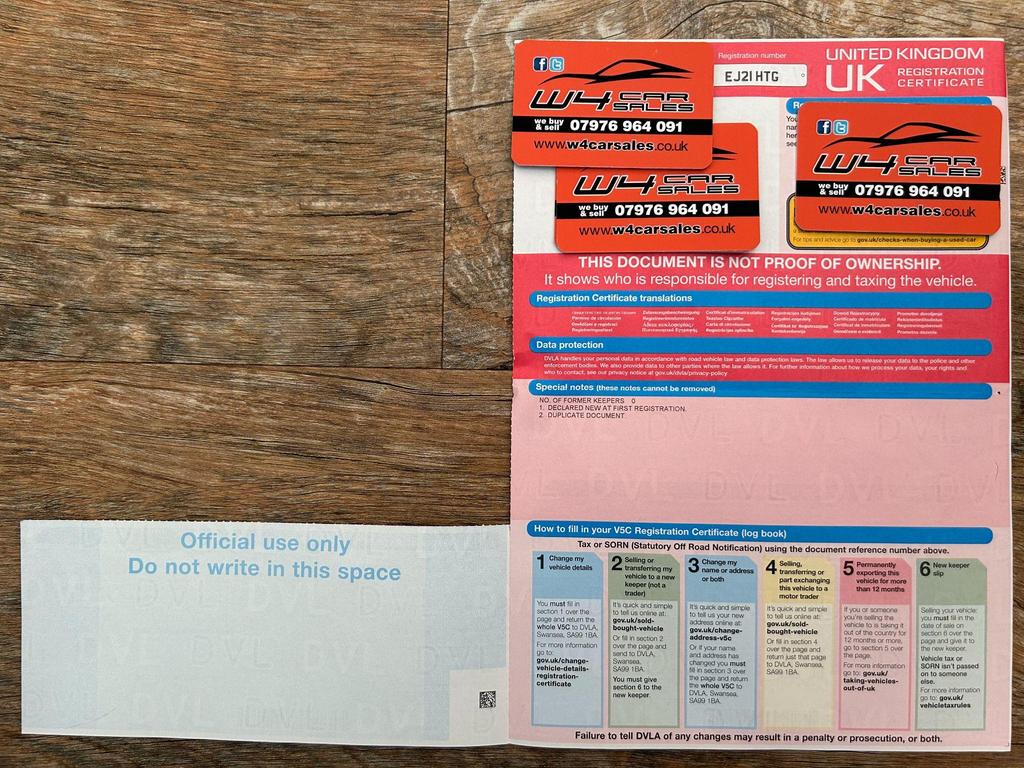 Registration number
EJ21 HTG
UNITED KINGDOM
UK REGISTRATION
CERTIFICATE
W4 CAR
SALES
we buy
& sell 07976 964 091
www.w4carsales.co.uk
W4 CAR
SALES
we buy
& sell 07976 964 091
www.w4carsales.co.uk
W4 CAR
SALES
we buy
& sell 07976 964 091
www.w4carsales.co.uk
For tips and advice go to gov.uk/checks-when-buying-a-used-car
THIS DOCUMENT IS NOT PROOF OF OWNERSHIP.
It shows who is responsible for registering and taxing the vehicle.
Registration Certificate translations
Data protection
DVLA handles your personal data in accordance with road vehicle law and data protection laws. The law allows us to release your data to the police and other
enforcement bodies. We also provide data to other parties where the law allows it. For further information about how we process your data, your rights and
who to contact, see our privacy notice at gov.uk/dvla/privacy-policy
Special notes (these notes cannot be removed)
NO. OF FORMER KEEPERS 0
1. DECLARED NEW AT FIRST REGISTRATION.
2. DUPLICATE DOCUMENT.
How to fill in your V5C Registration Certificate (log book)
Tax or SORN (Statutory Off Road Notification) using the document reference number above.
1 Change my
vehicle details
You must fill in
section 1 over the
page and return the
whole V5C to DVLA,
Swansea, SA99 1BA.
For more information
go to:
gov.uk/change-
vehicle-details-
registration-
certificate
2 Selling or
transferring my
vehicle to a new
keeper (not a
trader)
It's quick and simple
to tell us online at:
gov.uk/sold-
bought-vehicle
Or fill in section 2
over the page and
send to DVLA,
Swansea,
SA99 1BA.
You must give
section 6 to the
new keeper.
3 Change my
name or address
or both
It's quick and simple
to tell us your new
address online at:
gov.uk/change-
address-v5c
Or if your name
and address has
changed you must
fill in section 3 over
the page and return
the whole V5C to
DVLA, Swansea,
SA99 1BA.
4 Selling,
transferring or
part exchanging
this vehicle to a
motor trader
It's quick and simple
to tell us online at:
gov.uk/sold-
bought-vehicle
Or fill in section 4
over the page and
return just that page
to DVLA, Swansea,
SA99 1BA.
5 Permanently
exporting this
vehicle for more
than 12 months
If you or someone
you're selling the
vehicle to is taking it
out of the country for
12 months or more,
go to section 5 over
the page.
For more information
go to: gov.uk/
taking-vehicles-
out-of-uk
6 New keeper
slip
Selling your vehicle:
you must fill in the
date of sale on
section 6 over the
page and give it to
the new keeper.
Vehicle tax or
SORN isn't passed
on to someone
else.
For more information
go to: gov.uk/
vehicletaxrules
Failure to tell DVLA of any changes may result in a penalty or prosecution, or both.
Official use only
Do not write in this space